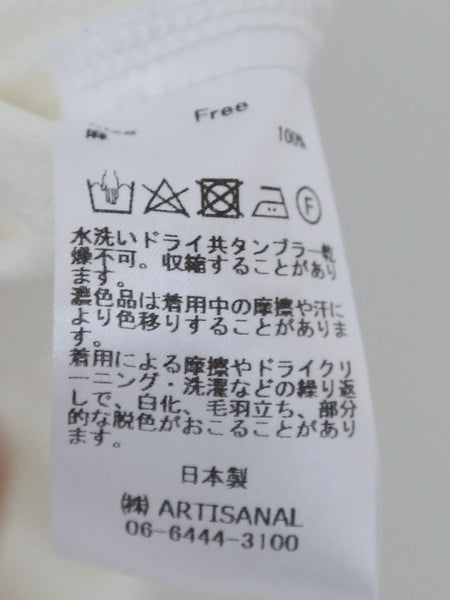 Free
麻 100%
F
水洗いドライ共タンブラー乾
燥不可。収縮することがあり
ます。
濃色品は着用中の摩擦や汗に
より色移りすることがありま
す。
着用による摩擦やドライクリ
ーニング・洗濯などの繰り返
しで、白化、毛羽立ち、部分
的な脱色がおこることがあり
ます。
日本製
㈱ ARTISANAL
06-6444-3100